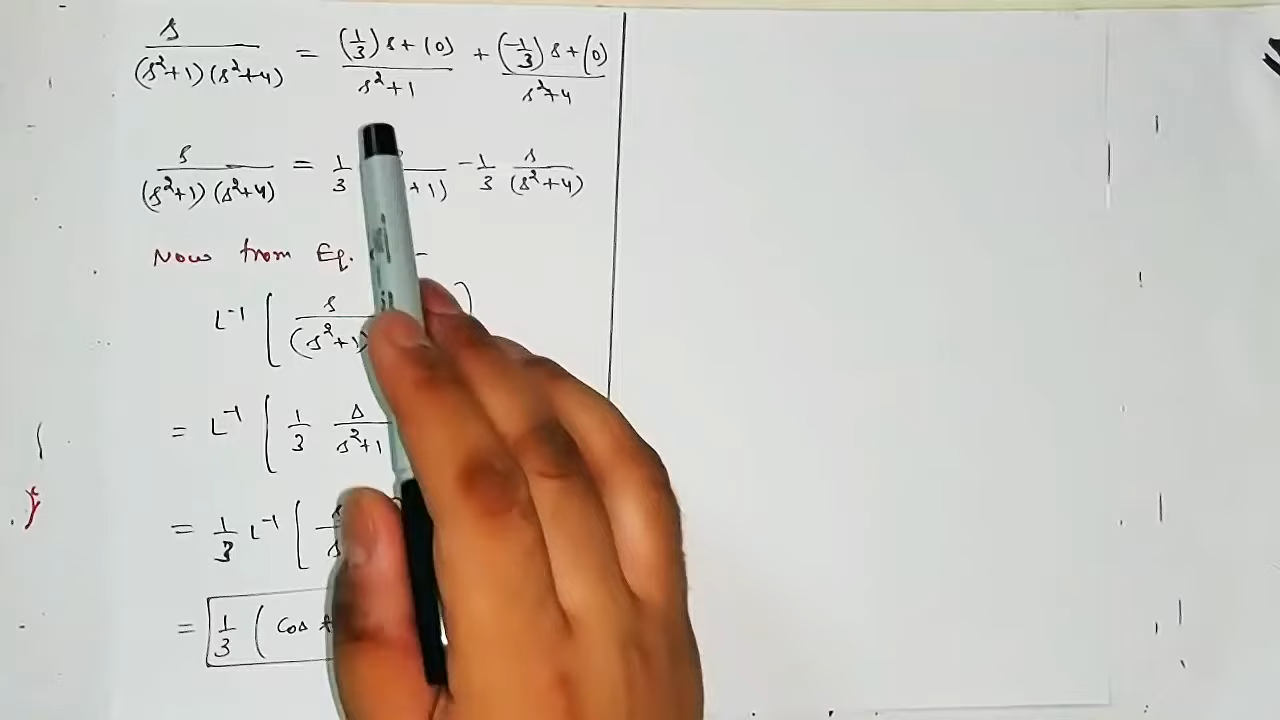 s/((s²+1)(s²+4)) = ((1/3)s+(0))/(s²+1) + ((-1/3)s+(0))/(s²+4)
s/((s²+1)(s²+4)) = 1/3 +1) -1/3 s/(s²+4)
Now from Eq.
L⁻¹ [ s/(s²+1)
= L⁻¹ [ 1/3 s/(s²+1)
= 1/3 L⁻¹ [
= 1/3 ( cos t